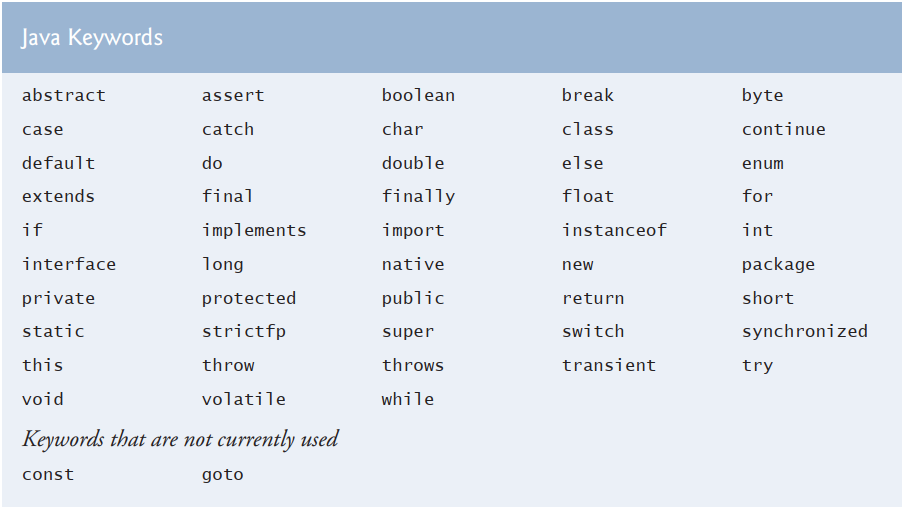 Java Keywords
abstract assert boolean break byte
case catch char class continue
default do double else enum
extends final finally float for
if implements import instanceof int
interface long native new package
private protected public return short
static strictfp super switch synchronized
this throw throws transient try
void volatile while
Keywords that are not currently used
const goto